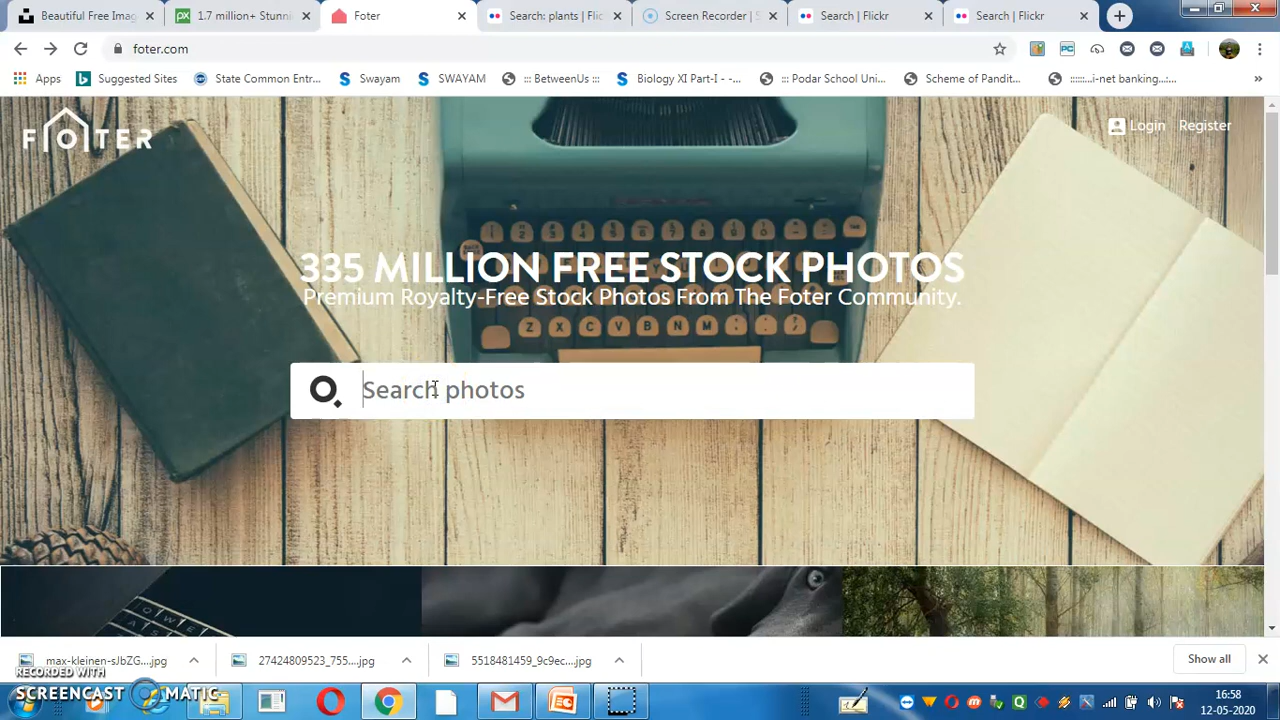 Beautiful Free Imag
1.7 million+ stunni
Foter
Search: plants | Flic
Screen Recorder | S
Search | Flickr
Search | Flickr
foter.com
Apps
Suggested Sites
State Common Entr...
Swayam
SWAYAM
::: BetweenUs :::
Biology XI Part-I - -...
::: Podar School Uni...
Scheme of Pandit...
::::::...i-net banking...:...
FOTER
Login
Register
335 MILLION FREE STOCK PHOTOS
Premium Royalty-Free Stock Photos From The Foter Community.
Search photos
max-kleinen-sJbZG....jpg
27424809523_755....jpg
5518481459_9c9ec...jpg
Show all
RECORDED WITH
SCREENCAST MATIC
16:58
12-05-2020